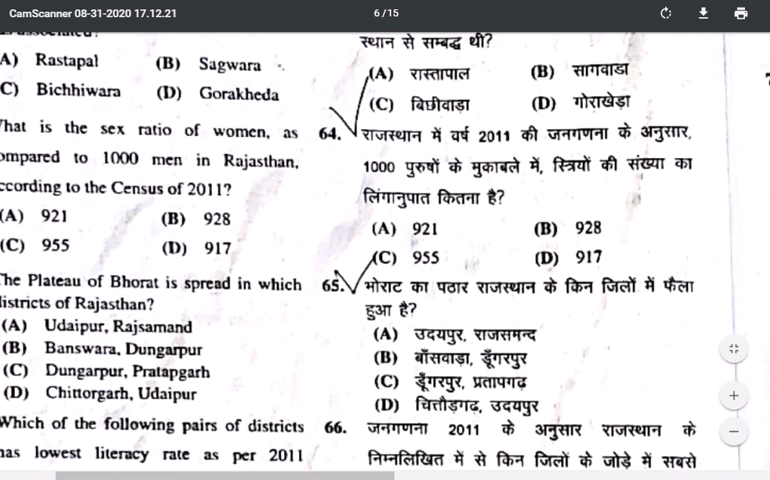 CamScanner 08-31-2020 17.12.21
6 / 15
A) Rastapal (B) Sagwara
C) Bichhiwara (D) Gorakheda
What is the sex ratio of women, as
ompared to 1000 men in Rajasthan,
ccording to the Census of 2011?
(A) 921 (B) 928
(C) 955 (D) 917
The Plateau of Bhorat is spread in which
districts of Rajasthan?
(A) Udaipur, Rajsamand
(B) Banswara, Dungarpur
(C) Dungarpur, Pratapgarh
(D) Chittorgarh, Udaipur
Which of the following pairs of districts
has lowest literacy rate as per 2011
स्थान से सम्बद्ध थी?
(A) रास्तापाल (B) सागवाडा
(C) बिछीवाड़ा (D) गोराखेड़ा
64. राजस्थान में वर्ष 2011 की जनगणना के अनुसार,
1000 पुरुषों के मुकाबले में, स्त्रियों की संख्या का
लिंगानुपात कितना है?
(A) 921 (B) 928
(C) 955 (D) 917
65. भोराट का पठार राजस्थान के किन जिलों में फैला
हुआ है?
(A) उदयपुर, राजसमन्द
(B) बाँसवाड़ा, डूँगरपुर
(C) डूँगरपुर, प्रतापगढ़
(D) चित्तौड़गढ़, उदयपुर
66. जनगणना 2011 के अनुसार राजस्थान के
निम्नलिखित में से किन जिलों के जोड़े में सबसे